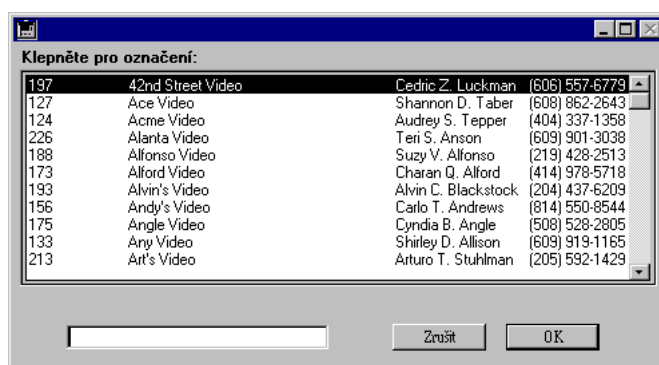 Klepněte pro označení:
197 42nd Street Video Cedric Z. Luckman (606) 557-6779
127 Ace Video Shannon D. Taber (608) 862-2643
124 Acme Video Audrey S. Tepper (404) 337-1358
226 Alanta Video Teri S. Anson (609) 901-3038
188 Alfonso Video Suzy V. Alfonso (219) 428-2513
173 Alford Video Charan Q. Alford (414) 978-5718
193 Alvin's Video Alvin C. Blackstock (204) 437-6209
156 Andy's Video Carlo T. Andrews (814) 550-8544
175 Angle Video Cyndia B. Angle (508) 528-2805
133 Any Video Shirley D. Allison (609) 919-1165
213 Art's Video Arturo T. Stuhlman (205) 592-1429
Zrušit OK